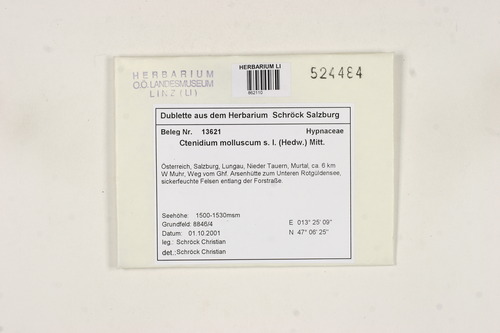 HERBARIUM
O.Ö. LANDESMUSEUM
LINZ (LI)
HERBARIUM LI
524484
Dublette aus dem Herbarium Schröck Salzburg
Beleg Nr. 13621 Hypnaceae
Ctenidium molluscum s. l. (Hedw.) Mitt.
Österreich, Salzburg, Lungau, Nieder Tauern, Murtal, ca. 6 km
W Muhr, Weg vom Ghf. Arsenhütte zum Unteren Rotgüldensee,
sickerfeuchte Felsen entlang der Forstraße.
Seehöhe: 1500-1530msm E 013° 25' 09"
Grundfeld: 8846/4 N 47° 06' 25"
Datum: 01.10.2001
leg.: Schröck Christian
det.: Schröck Christian